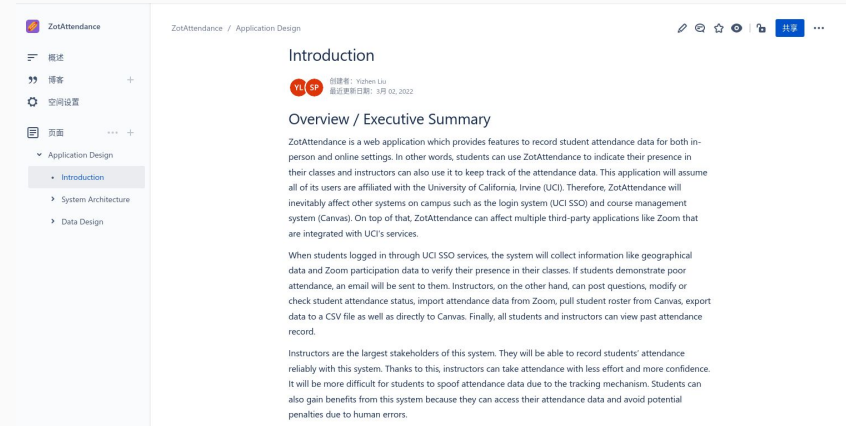 ZotAttendance
概述
博客
空间设置
页面
Application Design
Introduction
System Architecture
Data Design
ZotAttendance / Application Design
共享
Introduction
YL SP
创建者： Yizhen Liu
最近更新日期： 3月 02, 2022
Overview / Executive Summary
ZotAttendance is a web application which provides features to record student attendance data for both in-
person and online settings. In other words, students can use ZotAttendance to indicate their presence in
their classes and instructors can also use it to keep track of the attendance data. This application will assume
all of its users are affiliated with the University of California, Irvine (UCI). Therefore, ZotAttendance will
inevitably affect other systems on campus such as the login system (UCI SSO) and course management
system (Canvas). On top of that, ZotAttendance can affect multiple third-party applications like Zoom that
are integrated with UCI's services.
When students logged in through UCI SSO services, the system will collect information like geographical
data and Zoom participation data to verify their presence in their classes. If students demonstrate poor
attendance, an email will be sent to them. Instructors, on the other hand, can post questions, modify or
check student attendance status, import attendance data from Zoom, pull student roster from Canvas, export
data to a CSV file as well as directly to Canvas. Finally, all students and instructors can view past attendance
record.
Instructors are the largest stakeholders of this system. They will be able to record students' attendance
reliably with this system. Thanks to this, instructors can take attendance with less effort and more confidence.
It will be more difficult for students to spoof attendance data due to the tracking mechanism. Students can
also gain benefits from this system because they can access their attendance data and avoid potential
penalties due to human errors.